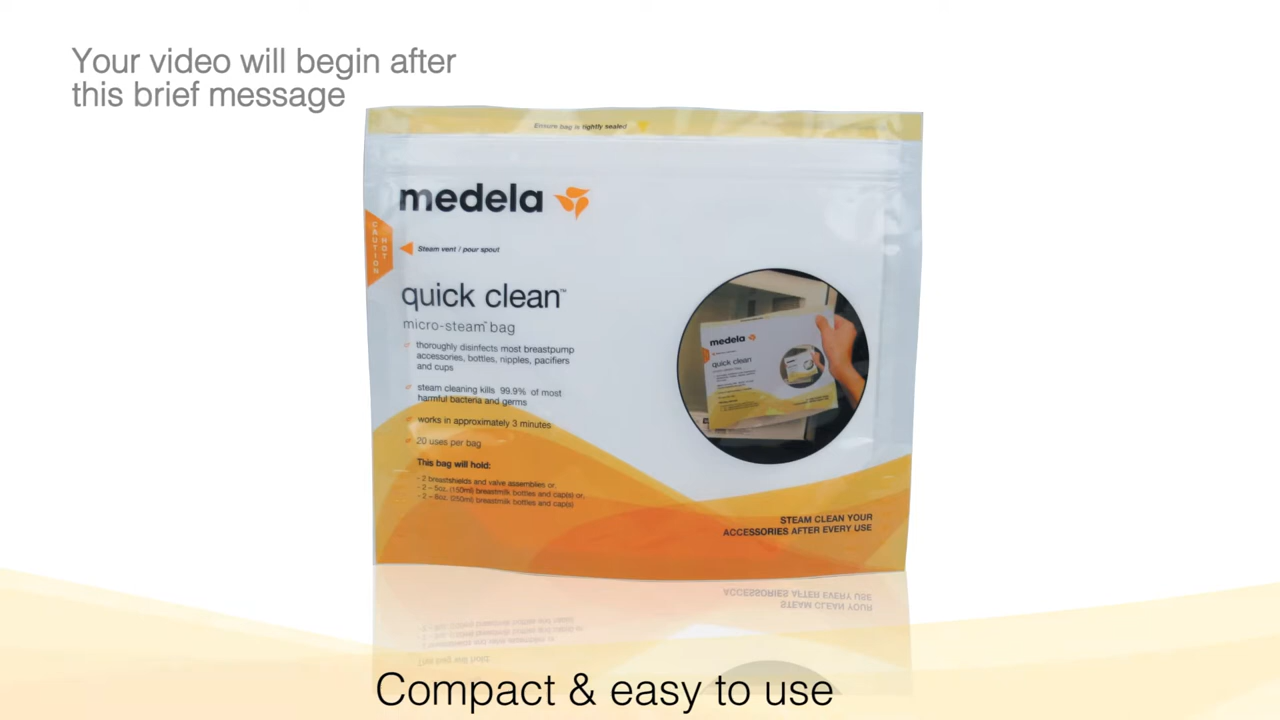 Your video will begin after
this brief message
Ensure bag is tightly sealed
medela
CAUTION
HOT
Steam vent / pour spout
quick clean™
micro-steam™ bag
thoroughly disinfects most breastpump
accessories, bottles, nipples, pacifiers
and cups
steam cleaning kills 99.9% of most
harmful bacteria and germs
works in approximately 3 minutes
20 uses per bag
This bag will hold:
- 2 breastshields and valve assemblies or,
- 2 – 5oz. (150ml) breastmilk bottles and cap(s) or,
- 2 – 8oz. (250ml) breastmilk bottles and cap(s)
medela
quick clean
STEAM CLEAN YOUR
ACCESSORIES AFTER EVERY USE
Compact & easy to use